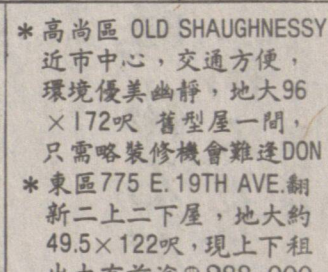 ＊高尚區 OLD SHAUGHNESSY
近市中心，交通方便，
環境優美幽靜，地大96
×172呎 舊型屋一間，
只需略裝修機會難逢DON
＊東區775 E. 19TH AVE.翻
新二上二下屋，地大約
49.5×122呎，現上下租